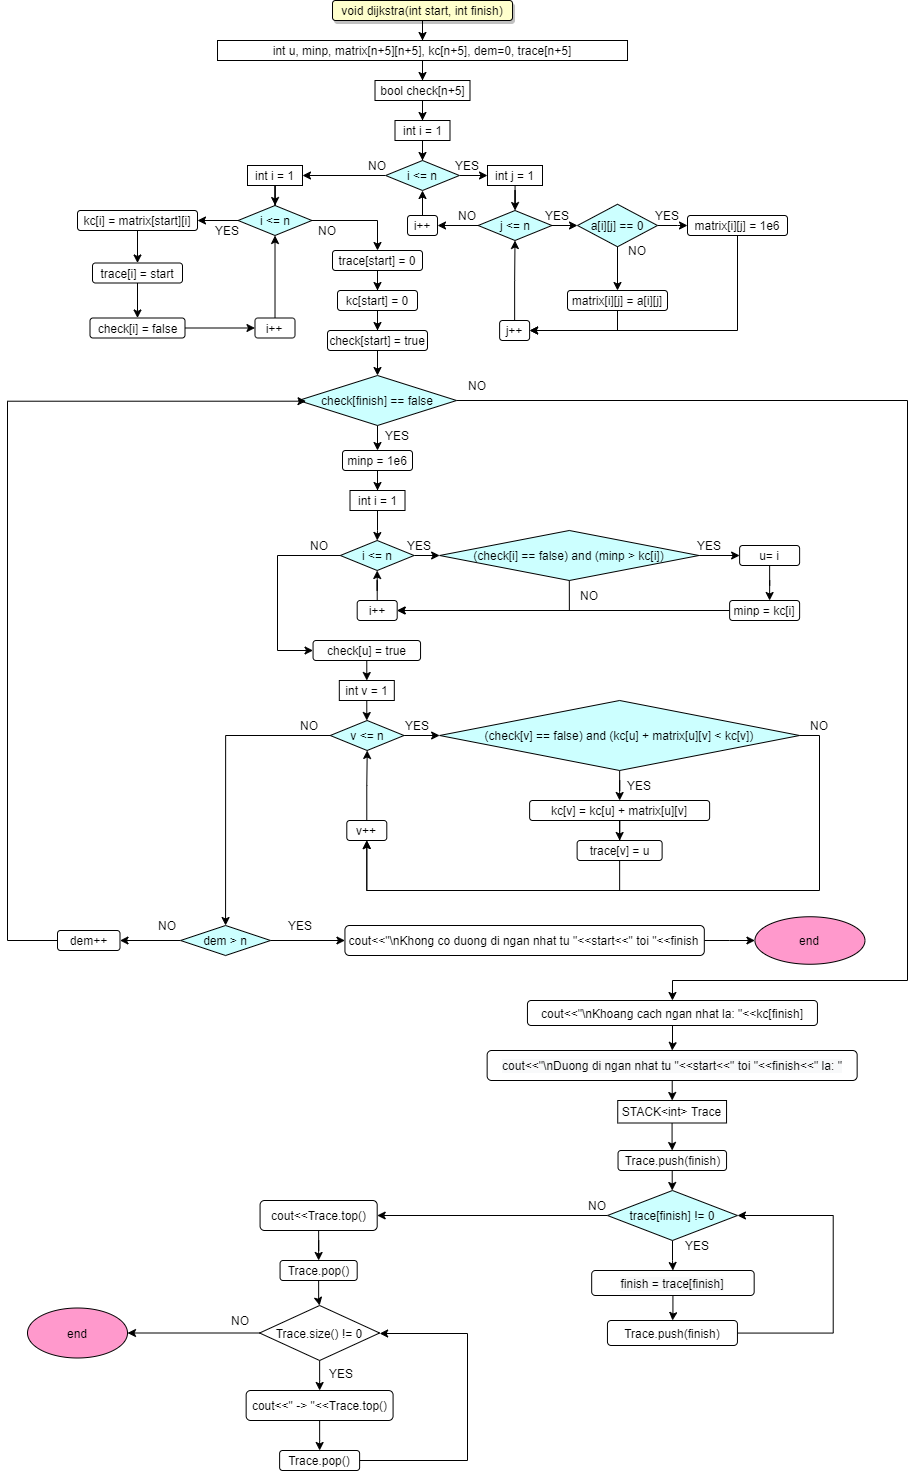 void dijkstra(int start, int finish)
int u, minp, matrix[n+5][n+5], kc[n+5], dem=0, trace[n+5]
bool check[n+5]
int i = 1
i <= n
NO
YES
int i = 1
int j = 1
i++
j <= n
NO
YES
a[i][j] == 0
YES
NO
matrix[i][j] = 1e6
matrix[i][j] = a[i][j]
j++
i <= n
YES
NO
kc[i] = matrix[start][i]
trace[i] = start
check[i] = false
i++
trace[start] = 0
kc[start] = 0
check[start] = true
check[finish] == false
NO
YES
minp = 1e6
int i = 1
i <= n
NO
YES
(check[i] == false) and (minp > kc[i])
YES
NO
u= i
minp = kc[i]
i++
check[u] = true
int v = 1
v <= n
NO
YES
(check[v] == false) and (kc[u] + matrix[u][v] < kc[v])
NO
YES
kc[v] = kc[u] + matrix[u][v]
trace[v] = u
v++
dem > n
NO
YES
dem++
cout<<"\nKhong co duong di ngan nhat tu "<<start<<" toi "<<finish
end
cout<<"\nKhoang cach ngan nhat la: "<<kc[finish]
cout<<"\nDuong di ngan nhat tu "<<start<<" toi "<<finish<<" la: "
STACK<int> Trace
Trace.push(finish)
trace[finish] != 0
NO
YES
finish = trace[finish]
Trace.push(finish)
cout<<Trace.top()
Trace.pop()
Trace.size() != 0
NO
YES
end
cout<<" -> "<<Trace.top()
Trace.pop()